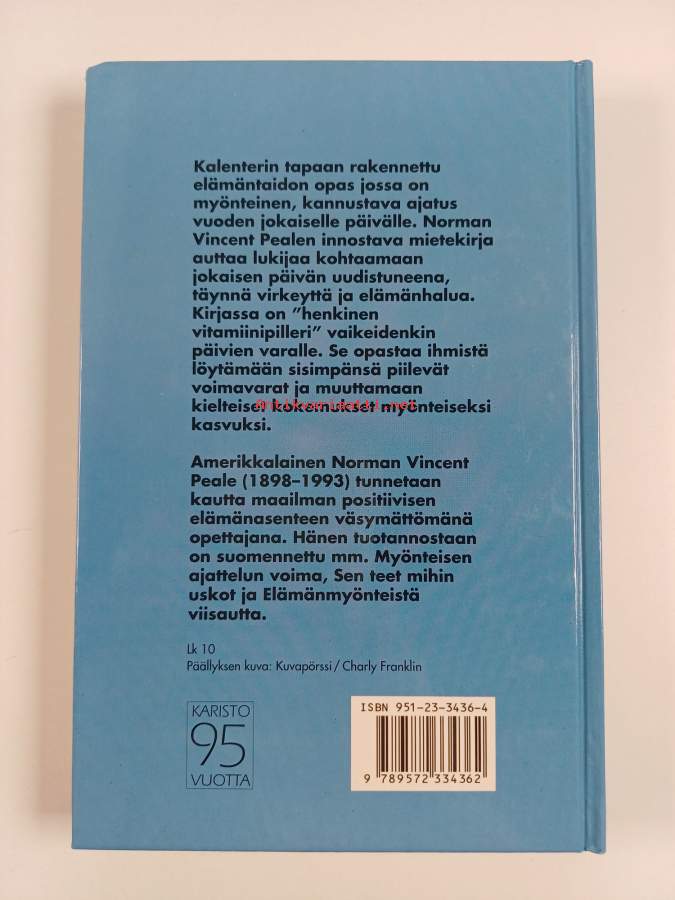 Kalenterin tapaan rakennettu
elämäntaidon opas jossa on
myönteinen, kannustava ajatus
vuoden jokaiselle päivälle. Norman
Vincent Pealen innostava mietekirja
auttaa lukijaa kohtaamaan
jokaisen päivän uudistuneena,
täynnä virkeyttä ja elämänhalua.
Kirjassa on ”henkinen
vitamiinipilleri” vaikeidenkin
päivien varalle. Se opastaa ihmistä
löytämään sisimpänsä piilevät
voimavarat ja muuttamaan
kielteiset kokemukset myönteiseksi
Antikvariaatti.net
kasvuksi.
Amerikkalainen Norman Vincent
Peale (1898–1993) tunnetaan
kautta maailman positiivisen
elämänasenteen väsymättömänä
opettajana. Hänen tuotannostaan
on suomennettu mm. Myönteisen
ajattelun voima, Sen teet mihin
uskot ja Elämänmyönteistä
viisautta.
Lk 10
Päällyksen kuva: Kuvapörssi / Charly Franklin
KARISTO
95
VUOTTA
ISBN 951-23-3436-4
9 789572 334362